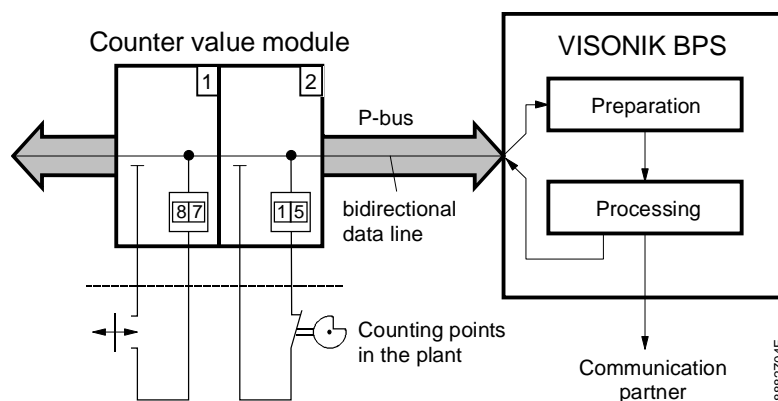 Counter value module
1
2
87
15
P-bus
bidirectional
data line
Counting points
in the plant
VISONIK BPS
Preparation
Processing
Communication
partner